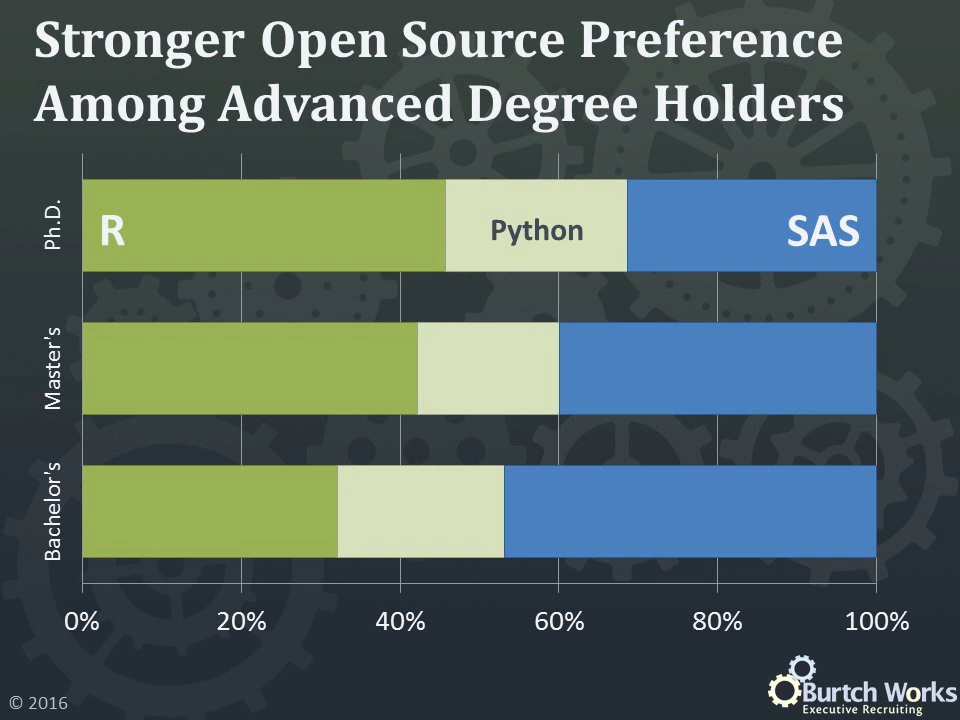 Stronger Open Source Preference
Among Advanced Degree Holders
Ph.D.
R
Python
SAS
Master's
Bachelor's
0%
20%
40%
60%
80%
100%
© 2016
Burtch Works
Executive Recruiting